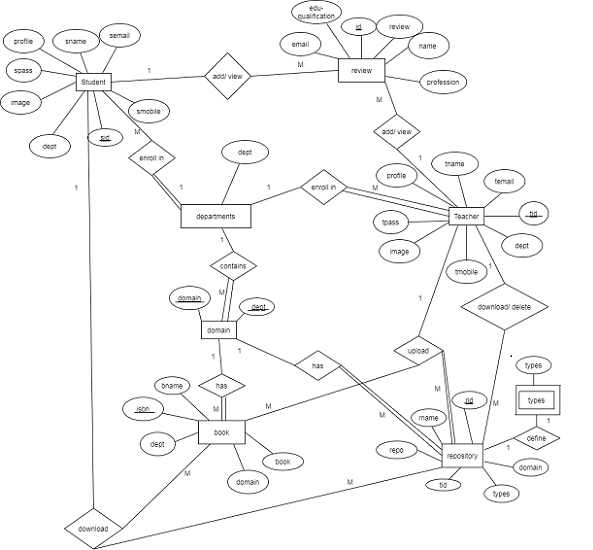 edu-
qualification
id
review
name
profession
email
review
profile
sname
semail
spass
image
dept
sid
smobile
Student
1
add/ view
M
M
add/ view
1
M
enroll in
1
dept
departments
1
enroll in
M
profile
tname
temail
tid
dept
tmobile
image
tpass
Teacher
1
contains
M
1
1
1
upload
M
M
download/ delete
M
domain
dept
domain
1
1
has
M
has
M
bname
isbn
dept
domain
book
book
types
types
1
define
1
rname
rid
repo
tid
types
domain
repository
M
M
download